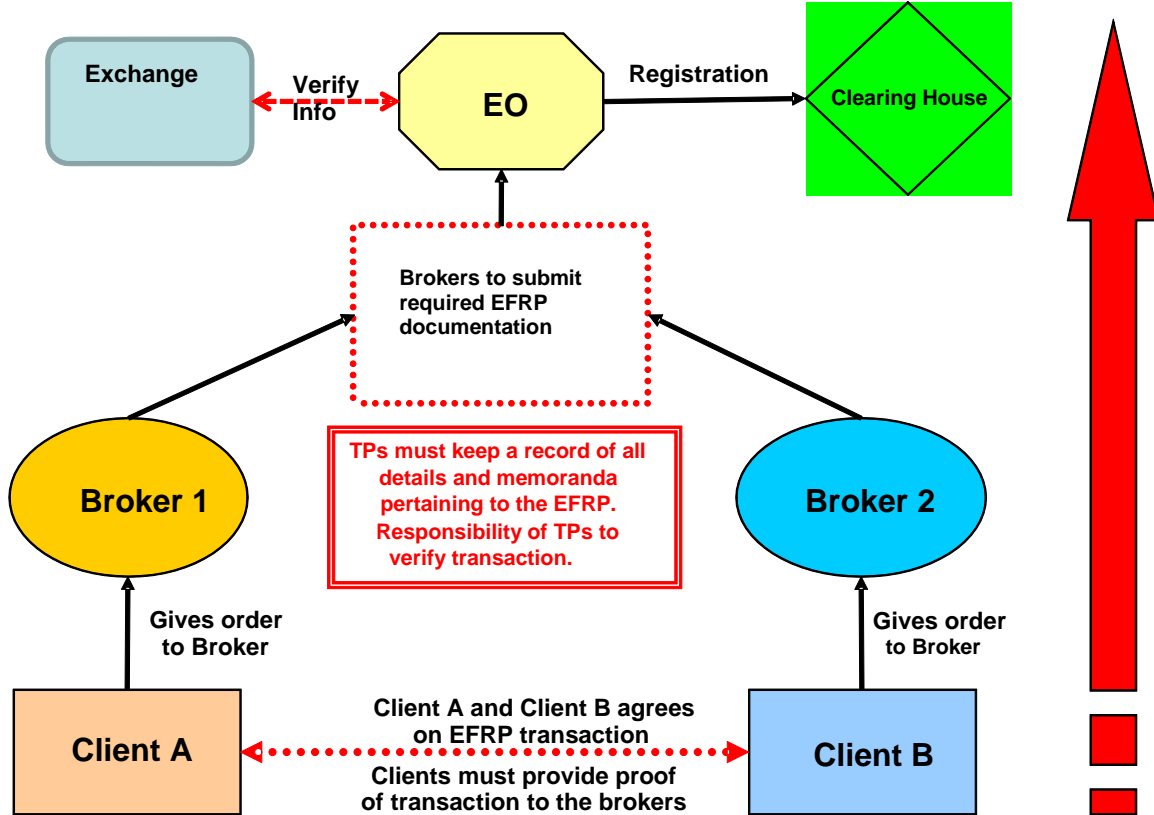 Exchange
Verify
Info
EO
Registration
Clearing House
Brokers to submit
required EFRP
documentation
TPs must keep a record of all
details and memoranda
pertaining to the EFRP.
Responsibility of TPs to
verify transaction.
Broker 1
Broker 2
Gives order
to Broker
Gives order
to Broker
Client A
Client A and Client B agrees
on EFRP transaction
Clients must provide proof
of transaction to the brokers
Client B